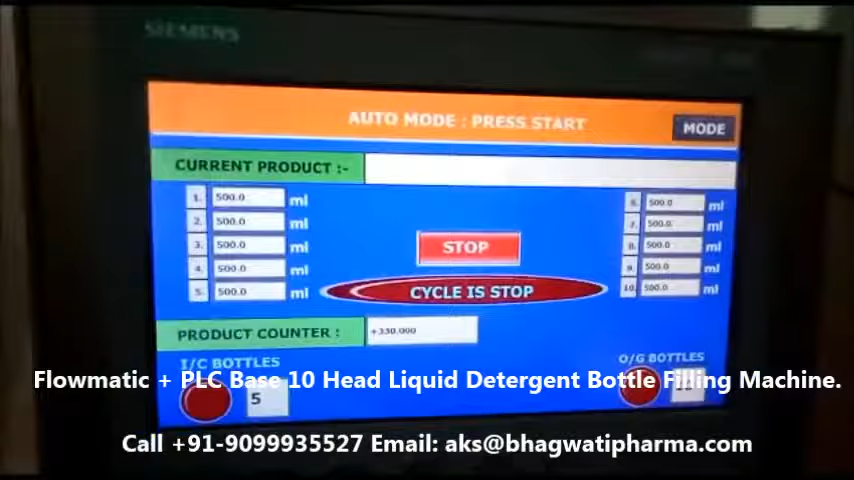 SIEMENS
AUTO MODE : PRESS START
MODE
CURRENT PRODUCT :-
1. 500.0 ml
2. 500.0 ml
3. 500.0 ml
4. 500.0 ml
5. 500.0 ml
6. 500.0 ml
7. 500.0 ml
8. 500.0 ml
9. 500.0 ml
10. 500.0 ml
STOP
CYCLE IS STOP
PRODUCT COUNTER :
+330.000
I/C BOTTLES
5
O/G BOTTLES
Flowmatic + PLC Base 10 Head Liquid Detergent Bottle Filling Machine.
Call +91-9099935527 Email: aks@bhagwatipharma.com